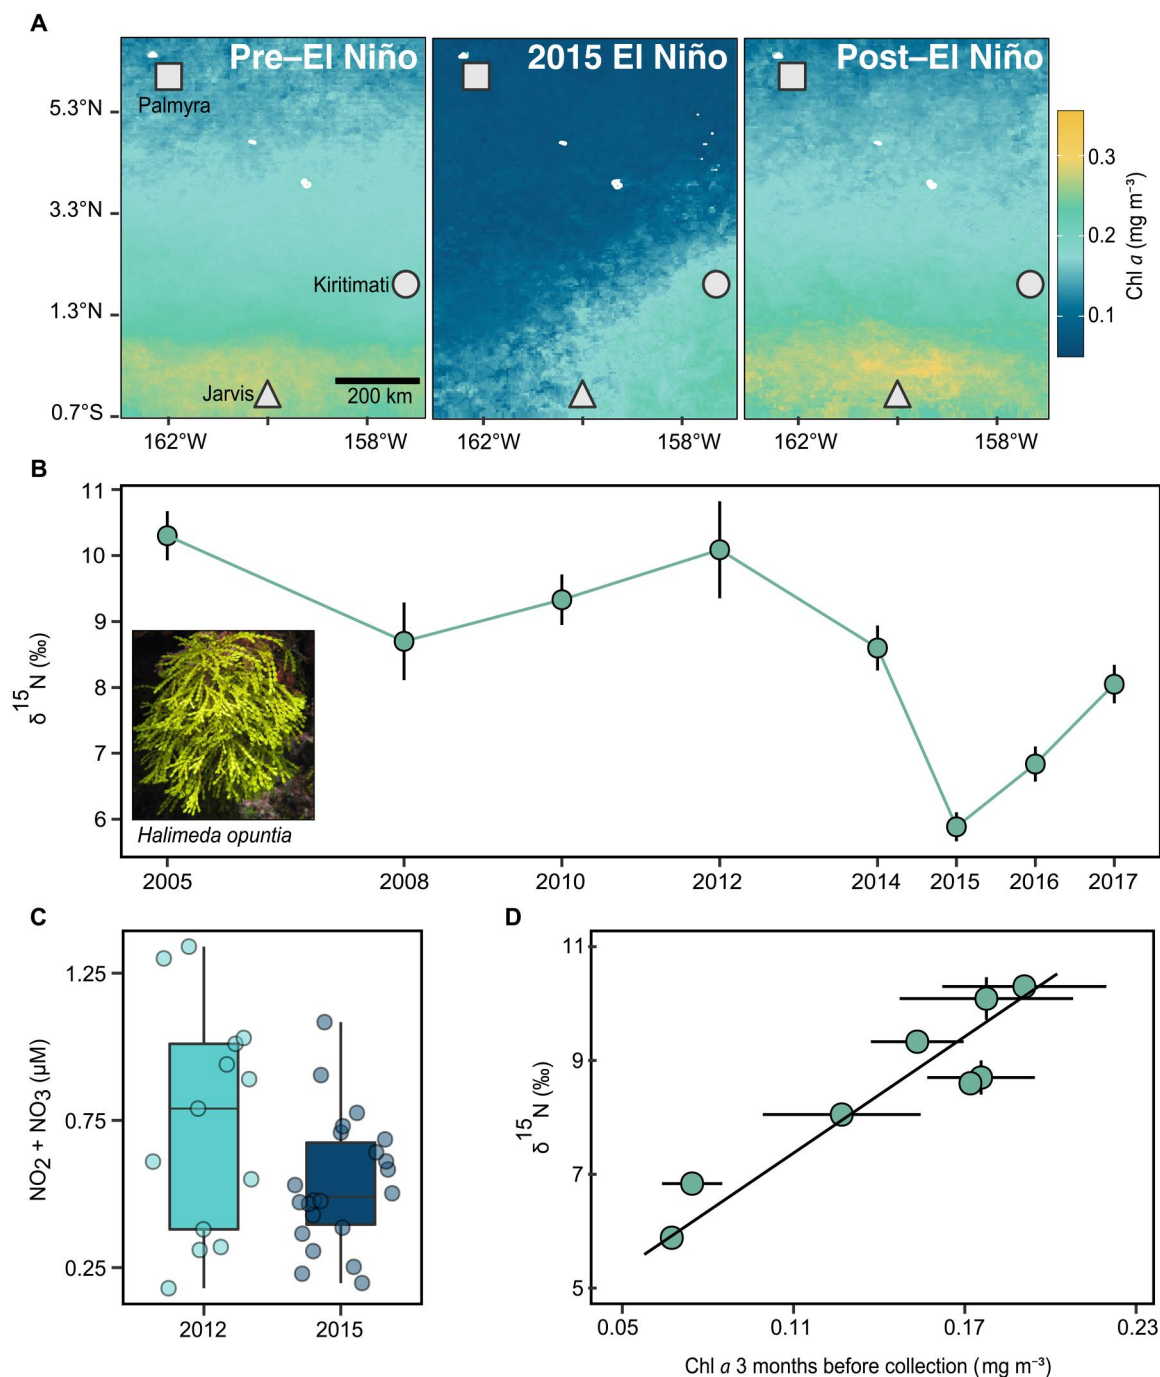 A
Pre–El Niño
2015 El Niño
Post–El Niño
Palmyra
Kiritimati
Jarvis
200 km
5.3°N
3.3°N
1.3°N
0.7°S
162°W 158°W 162°W 158°W 162°W 158°W
0.3
0.2
0.1
Chl a (mg m⁻³)
B
11
10
9
8
7
6
δ ¹⁵ N (‰)
Halimeda opuntia
2005 2008 2010 2012 2014 2015 2016 2017
C
1.25
0.75
0.25
NO₂ + NO₃ (µM)
2012 2015
D
11
9
7
5
δ ¹⁵ N (‰)
0.05 0.11 0.17 0.23
Chl a 3 months before collection (mg m⁻³)